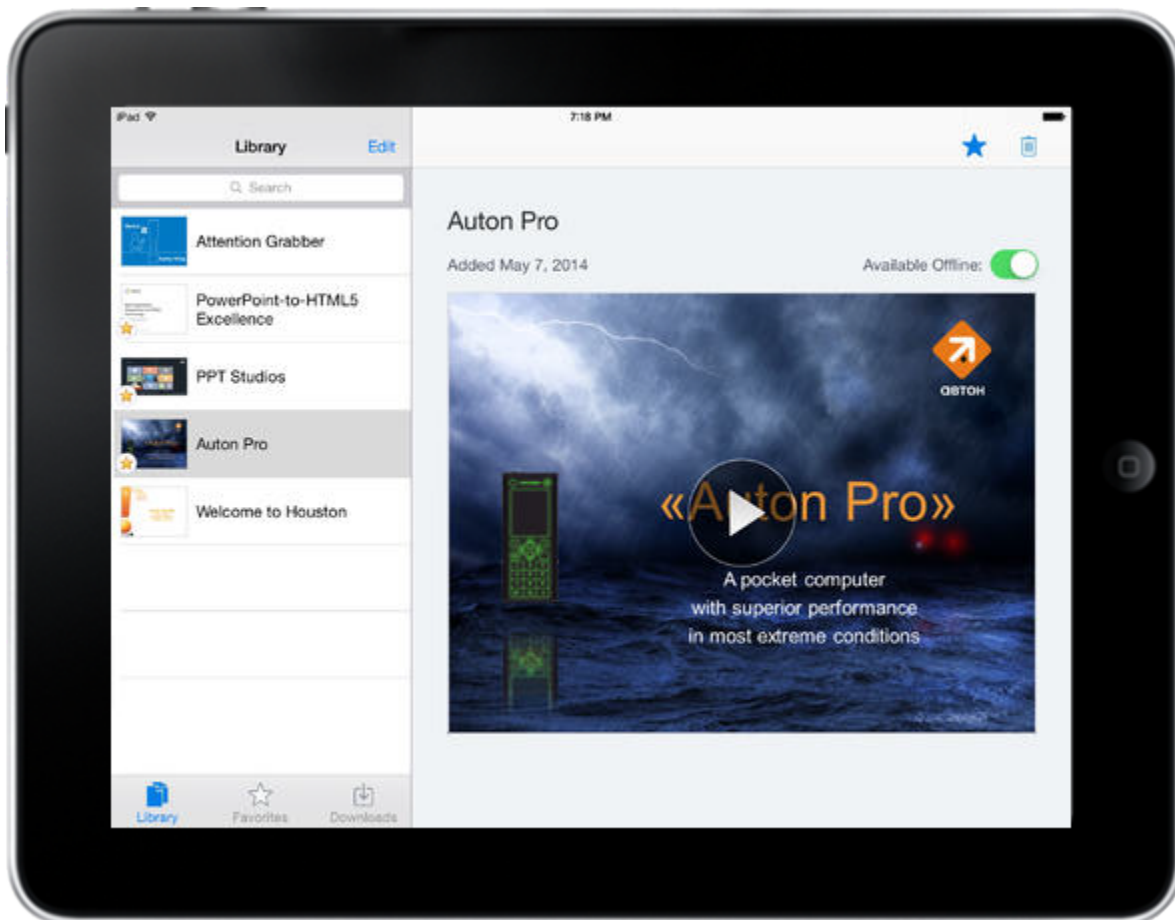 iPad
7:18 PM
Library
Edit
Search
Attention Grabber
PowerPoint-to-HTML5
Excellence
PPT Studios
Auton Pro
Welcome to Houston
Library
Favorites
Downloads
Auton Pro
Added May 7, 2014
Available Offline:
автон
«Auton Pro»
A pocket computer
with superior performance
in most extreme conditions